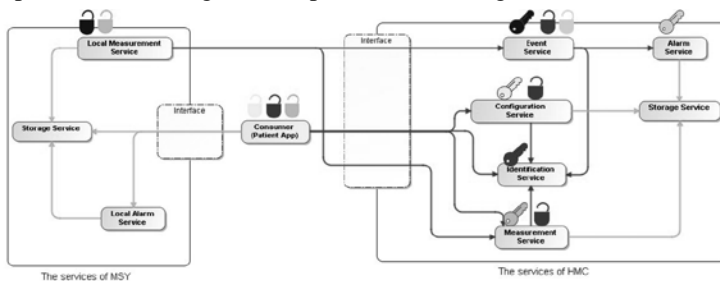 Local Measurement
Service
Interface
Storage Service
Consumer
(Patient App)
Local Alarm
Service
The services of MSY
Interface
Event
Service
Alarm
Service
Configuration
Service
Storage Service
Identification
Service
Measurement
Service
The services of HMC